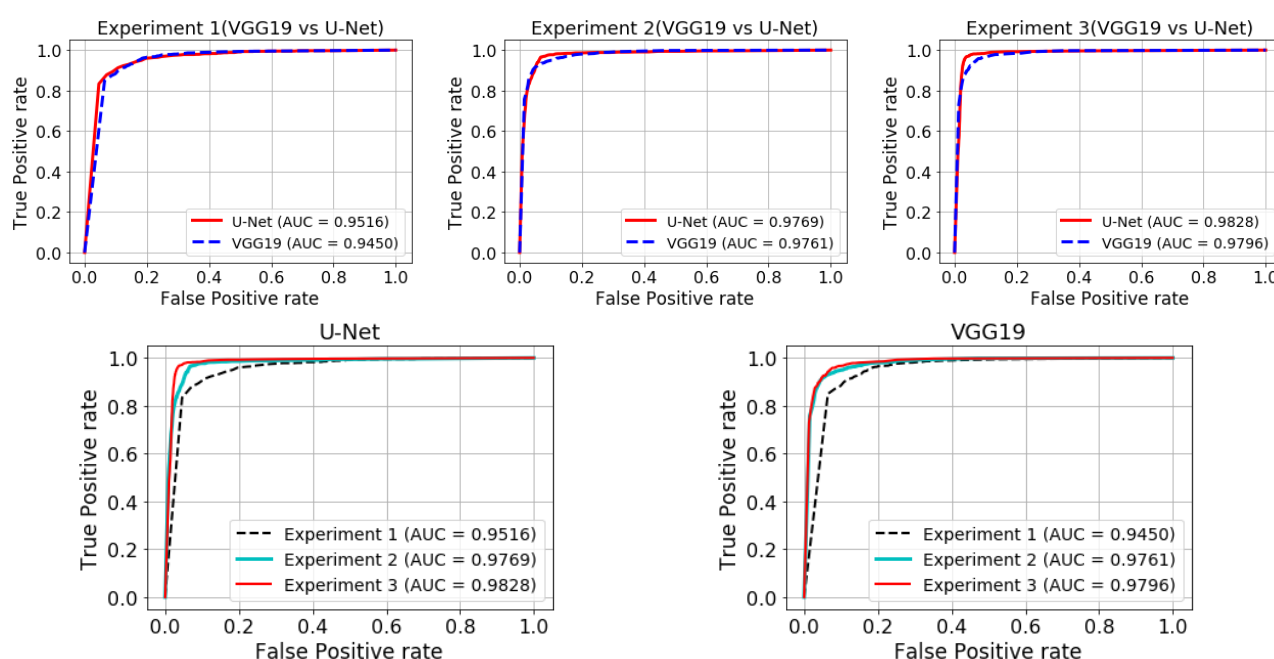 Experiment 1(VGG19 vs U-Net)
1.0
0.8
0.6
0.4
0.2
0.0
True Positive rate
U-Net (AUC = 0.9516)
VGG19 (AUC = 0.9450)
0.0 0.2 0.4 0.6 0.8 1.0
False Positive rate
Experiment 2(VGG19 vs U-Net)
1.0
0.8
0.6
0.4
0.2
0.0
True Positive rate
U-Net (AUC = 0.9769)
VGG19 (AUC = 0.9761)
0.0 0.2 0.4 0.6 0.8 1.0
False Positive rate
Experiment 3(VGG19 vs U-Net)
1.0
0.8
0.6
0.4
0.2
0.0
True Positive rate
U-Net (AUC = 0.9828)
VGG19 (AUC = 0.9796)
0.0 0.2 0.4 0.6 0.8 1.0
False Positive rate
U-Net
1.0
0.8
0.6
0.4
0.2
0.0
True Positive rate
Experiment 1 (AUC = 0.9516)
Experiment 2 (AUC = 0.9769)
Experiment 3 (AUC = 0.9828)
0.0 0.2 0.4 0.6 0.8 1.0
False Positive rate
VGG19
1.0
0.8
0.6
0.4
0.2
0.0
True Positive rate
Experiment 1 (AUC = 0.9450)
Experiment 2 (AUC = 0.9761)
Experiment 3 (AUC = 0.9796)
0.0 0.2 0.4 0.6 0.8 1.0
False Positive rate